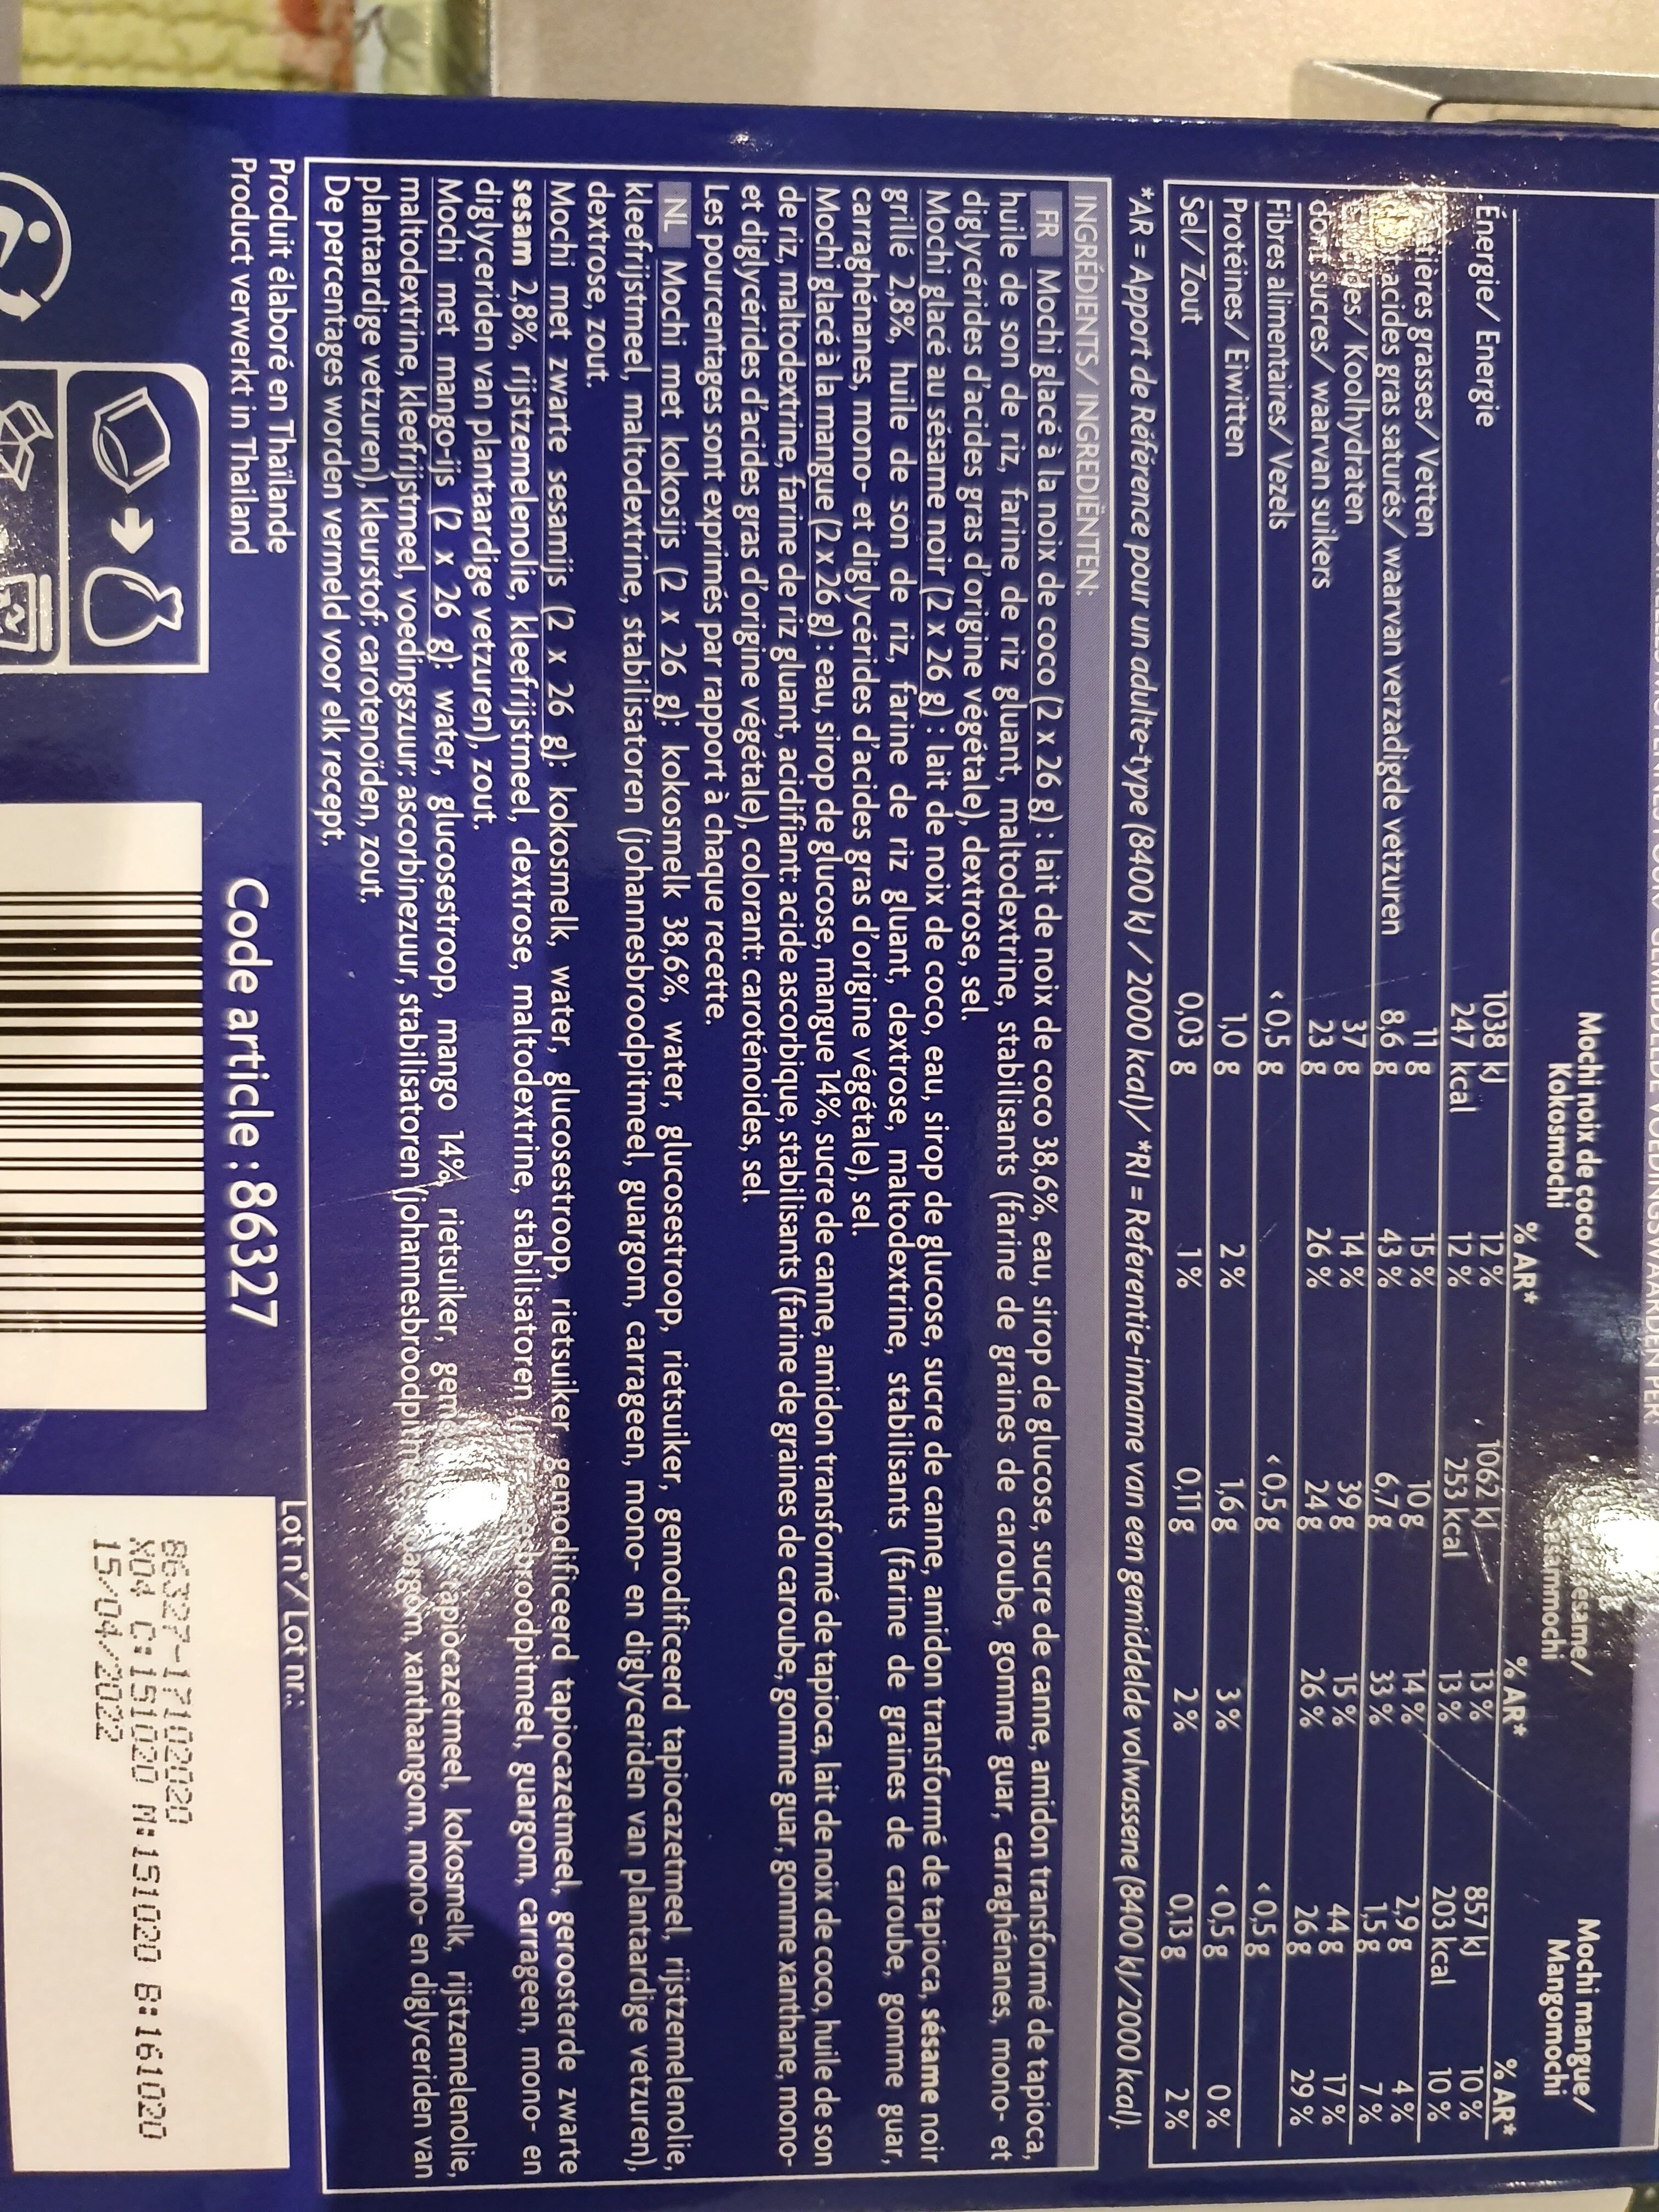 Mochi noix de coco/ % AR* sésame/ % AR* Mochi mangue/ % AR*
Kokosmochi Mangomochi
Énergie/ Energie 1038 kJ 12 % 1062 kJ 13 % 857 kJ 10 %
247 kcal 12 % 253 kcal 13 % 203 kcal 10 %
grasses/ Vetten 11 g 15 % 10 g 14 % 2,9 g 4 %
acides gras saturés/ waarvan verzadigde vetzuren 8,6 g 43 % 6,7 g 33 % 1,5 g 7 %
Koolhydraten 37 g 14 % 39 g 15 % 44 g 17 %
dont sucres/ waarvan suikers 23 g 26 % 24 g 26 % 26 g 29 %
Fibres alimentaires/ Vezels <0,5 g <0,5 g <0,5 g
Protéines/ Eiwitten 1,0 g 2 % 1,6 g 3 % <0,5 g 0 %
Sel/ Zout 0,03 g 1 % 0,11 g 2 % 0,13 g 2 %
*AR = Apport de Référence pour un adulte-type (8400 kJ / 2000 kcal)/ *RI = Referentie-inname van een gemiddelde volwassene (8400 kJ/2000 kcal).
INGRÉDIENTS/ INGREDIËNTEN:
FR Mochi glacé à la noix de coco (2 x 26 g) : lait de noix de coco 38,6%, eau, sirop de glucose, sucre de canne, amidon transformé de tapioca,
huile de son de riz, farine de riz gluant, maltodextrine, stabilisants (farine de graines de caroube, gomme guar, carraghénanes, mono- et
diglycérides d'acides gras d'origine végétale), dextrose, sel.
Mochi glacé au sésame noir (2 x 26 g) : lait de noix de coco, eau, sirop de glucose, sucre de canne, amidon transformé de tapioca, sésame noir
grillé 2,8%, huile de son de riz, farine de riz gluant, dextrose, maltodextrine, stabilisants (farine de graines de caroube, gomme guar,
carraghénanes, mono- et diglycérides d'acides gras d'origine végétale), sel.
Mochi glacé à la mangue (2 x 26 g) : eau, sirop de glucose, mangue 14%, sucre de canne, amidon transformé de tapioca, lait de noix de coco, huile de son
de riz, maltodextrine, farine de riz gluant, acidifiant: acide ascorbique, stabilisants (farine de graines de caroube, gomme guar, gomme xanthane, mono-
et diglycérides d'acides gras d'origine végétale), colorant: caroténoides, sel.
Les pourcentages sont exprimés par rapport à chaque recette.
NL Mochi met kokosijs (2 x 26 g): kokosmelk 38,6%, water, glucosestroop, rietsuiker, gemodificeerd tapiocazetmeel, rijstzemelenolie,
kleefrijstmeel, maltodextrine, stabilisatoren (johannesbroodpitmeel, guargom, carrageen, mono- en diglyceriden van plantaardige vetzuren),
dextrose, zout.
Mochi met zwarte sesamijs (2 x 26 g): kokosmelk, water, glucosestroop, rietsuiker, gemodificeerd tapiocazetmeel, geroosterde zwarte
sesam 2,8%, rijstzemelenolie, kleefrijstmeel, dextrose, maltodextrine, stabilisatoren guargom, carrageen, mono- en
diglyceriden van plantaardige vetzuren), zout.
Mochi met mango-ijs (2 x 26 g): water, glucosestroop, mango 14%, rietsuiker, kokosmelk, rijstzemelenolie,
maltodextrine, kleefrijstmeel, voedingszuur: ascorbinezuur, stabilisatoren xanthaangom, mono- en diglyceriden van
plantaardige vetzuren), kleurstof: carotenoïden, zout.
De percentages worden vermeld voor elk recept.
Produit élaboré en Thaïlande
Product verwerkt in Thailand
Code article : 86327
Lot n°/ Lot nr.:
86327-17102020
X04 C:151020 M:151020 B:161020
15/04/2022